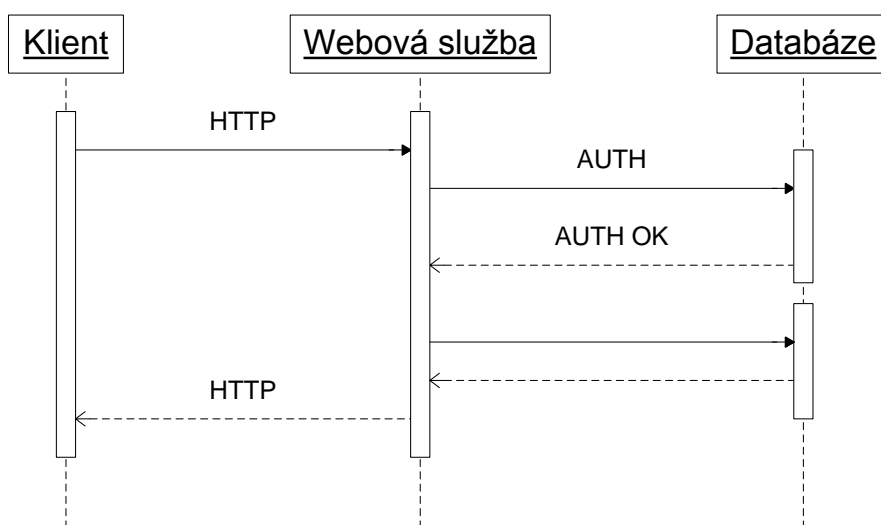 Klient
Webová služba
Databáze
HTTP
AUTH
AUTH OK
HTTP